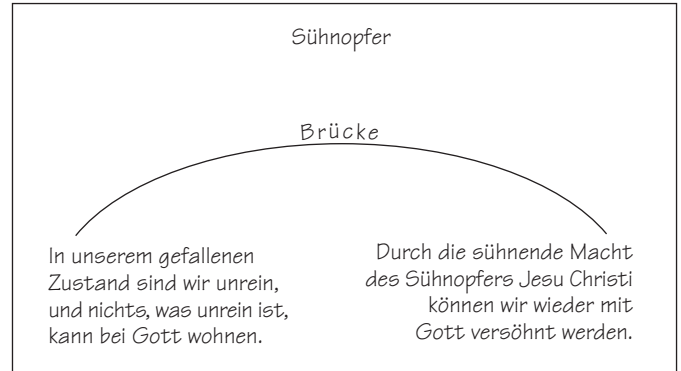 Sühnopfer
Brücke
In unserem gefallenen
Zustand sind wir unrein,
und nichts, was unrein ist,
kann bei Gott wohnen.
Durch die sühnende Macht
des Sühnopfers Jesu Christi
können wir wieder mit
Gott versöhnt werden.